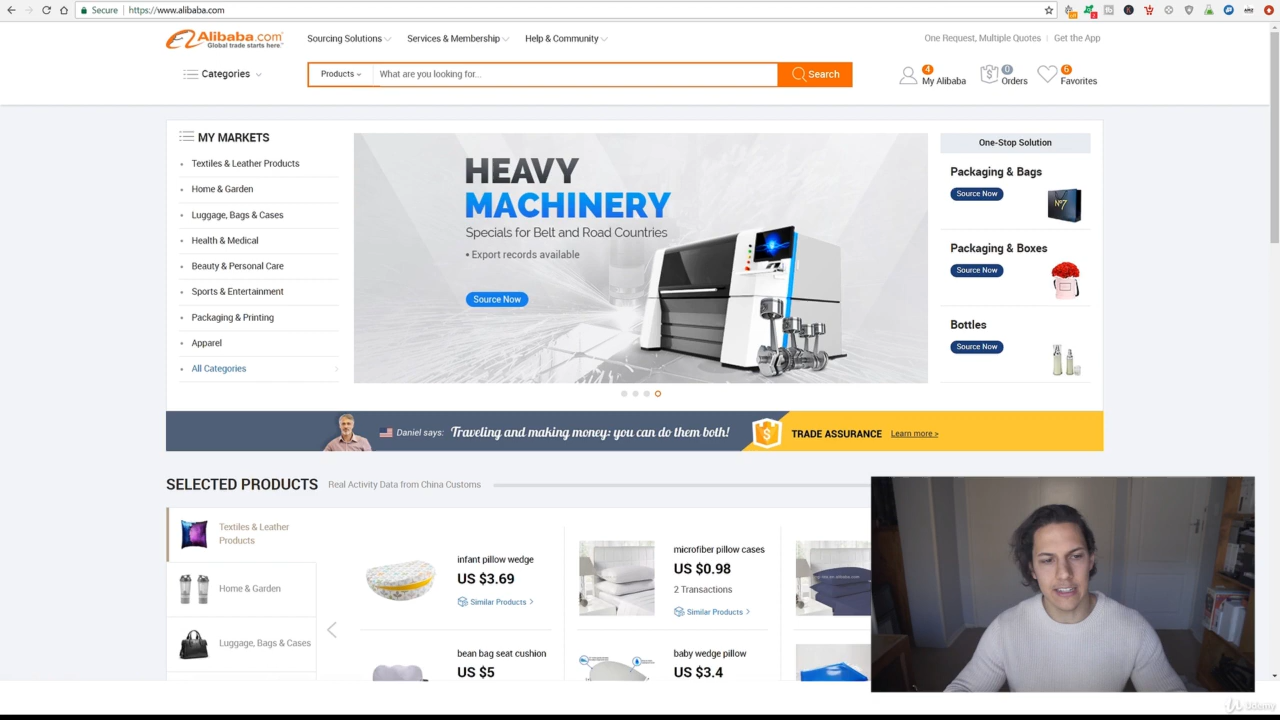 Secure https://www.alibaba.com
Alibaba.com
Global trade starts here.™
Sourcing Solutions
Services & Membership
Help & Community
One Request, Multiple Quotes
Get the App
Categories
Products
What are you looking for...
Search
4
My Alibaba
0
Orders
6
Favorites
MY MARKETS
Textiles & Leather Products
Home & Garden
Luggage, Bags & Cases
Health & Medical
Beauty & Personal Care
Sports & Entertainment
Packaging & Printing
Apparel
All Categories
HEAVY
MACHINERY
Specials for Belt and Road Countries
• Export records available
Source Now
One-Stop Solution
Packaging & Bags
Source Now
Nº7
Packaging & Boxes
Source Now
Bottles
Source Now
Daniel says: Traveling and making money: you can do them both!
TRADE ASSURANCE Learn more >
SELECTED PRODUCTS Real Activity Data from China Customs
Textiles & Leather
Products
Home & Garden
Luggage, Bags & Cases
infant pillow wedge
US $3.69
Similar Products >
microfiber pillow cases
US $0.98
2 Transactions
Similar Products >
bean bag seat cushion
US $5
baby wedge pillow
US $3.4
Udemy